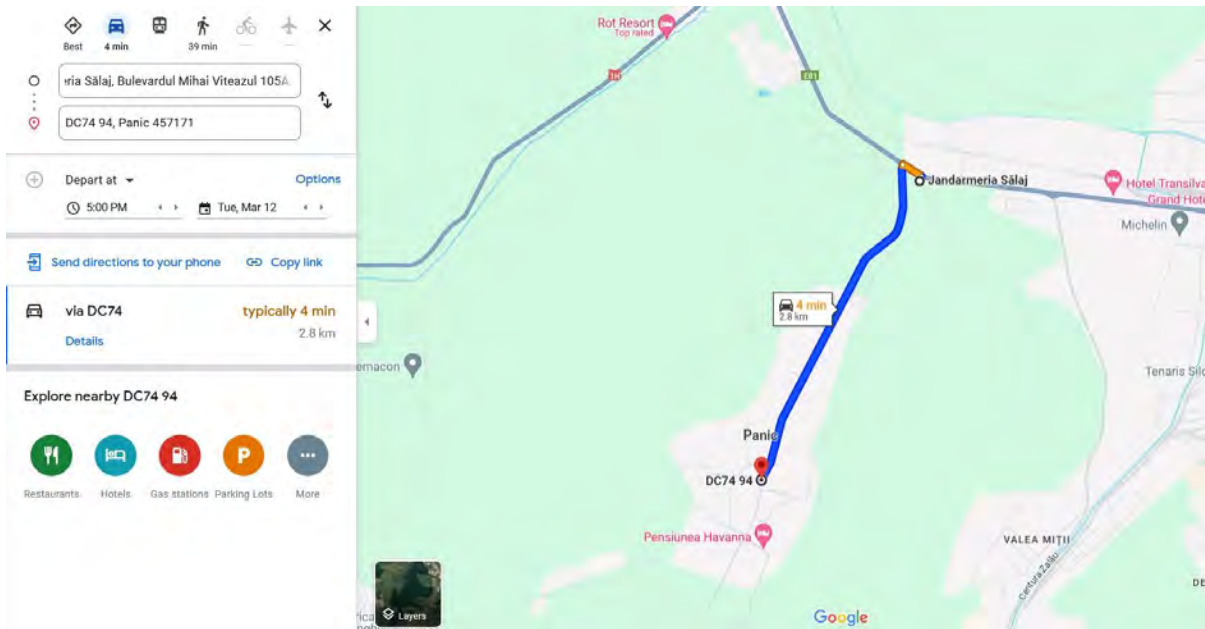 Best
4 min
39 min
ria Sălaj, Bulevardul Mihai Viteazul 105A
DC74 94, Panic 457171
Depart at
Options
5:00 PM
Tue, Mar 12
Send directions to your phone
Copy link
via DC74
typically 4 min
2.8 km
Details
Explore nearby DC74 94
Restaurants
Hotels
Gas stations
Parking Lots
More
Rot Resort
Top rated
1H
E81
Jandarmeria Sălaj
Hotel Transilva
Grand Hote
Michelin
4 min
2.8 km
emacon
Tenaris Silc
Panic
DC74 94
Pensiunea Havanna
VALEA MIȚII
Centura Zalău
DE
Layers
Google